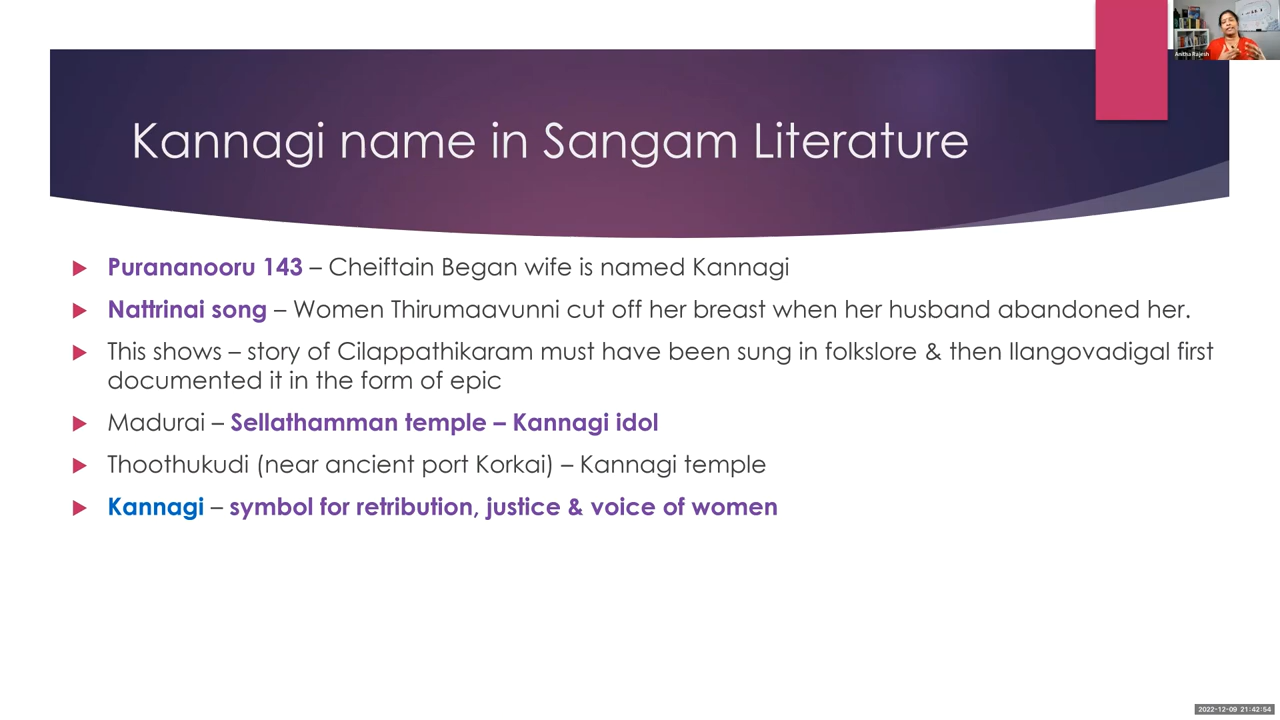 Anitha Rajesh
Kannagi name in Sangam Literature
Purananooru 143 – Cheiftain Began wife is named Kannagi
Nattrinai song – Women Thirumaavunni cut off her breast when her husband abandoned her.
This shows – story of Cilappathikaram must have been sung in folkslore & then Ilangovadigal first
documented it in the form of epic
Madurai – Sellathamman temple – Kannagi idol
Thoothukudi (near ancient port Korkai) – Kannagi temple
Kannagi – symbol for retribution, justice & voice of women
2022-12-09 21:42:54